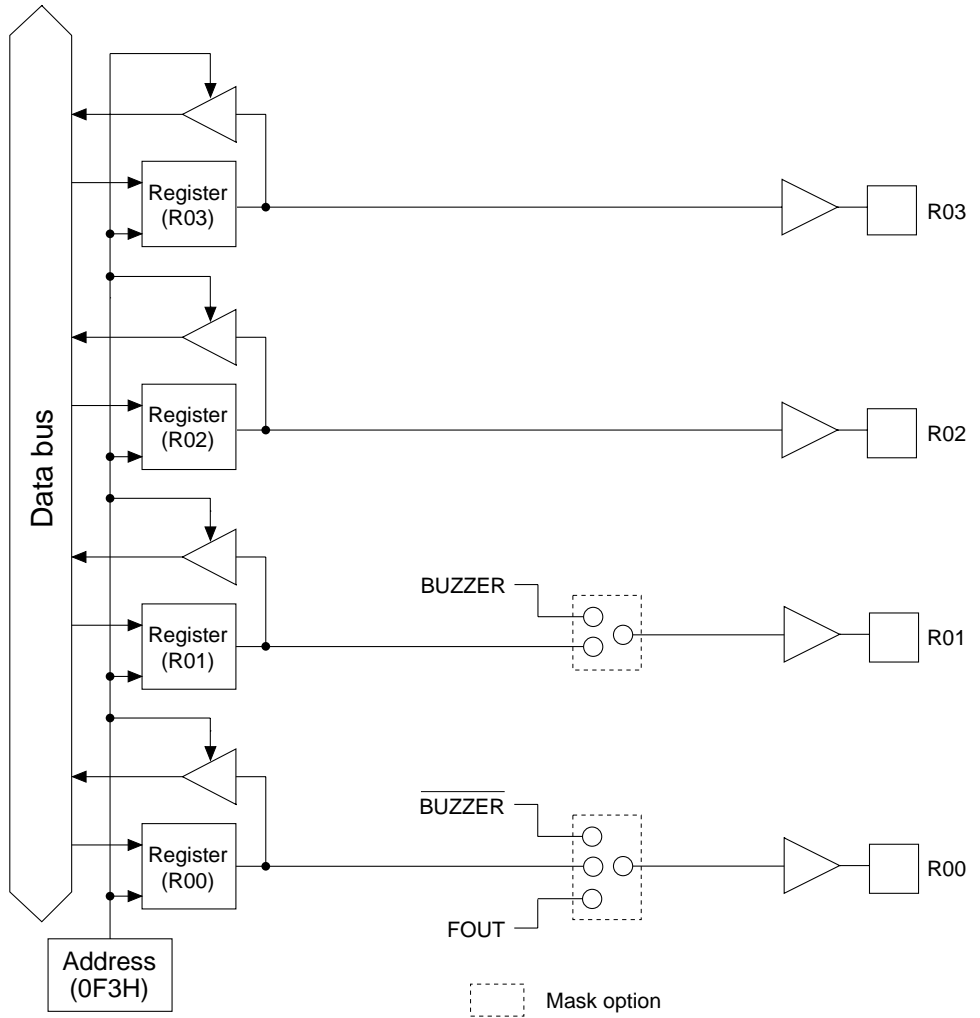 Data bus
Register
(R03)
R03
Register
(R02)
R02
BUZZER
Register
(R01)
R01
B̅U̅Z̅Z̅E̅R̅
Register
(R00)
R00
FOUT
Address
(0F3H)
Mask option